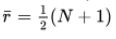 r̄ = ½(N + 1)